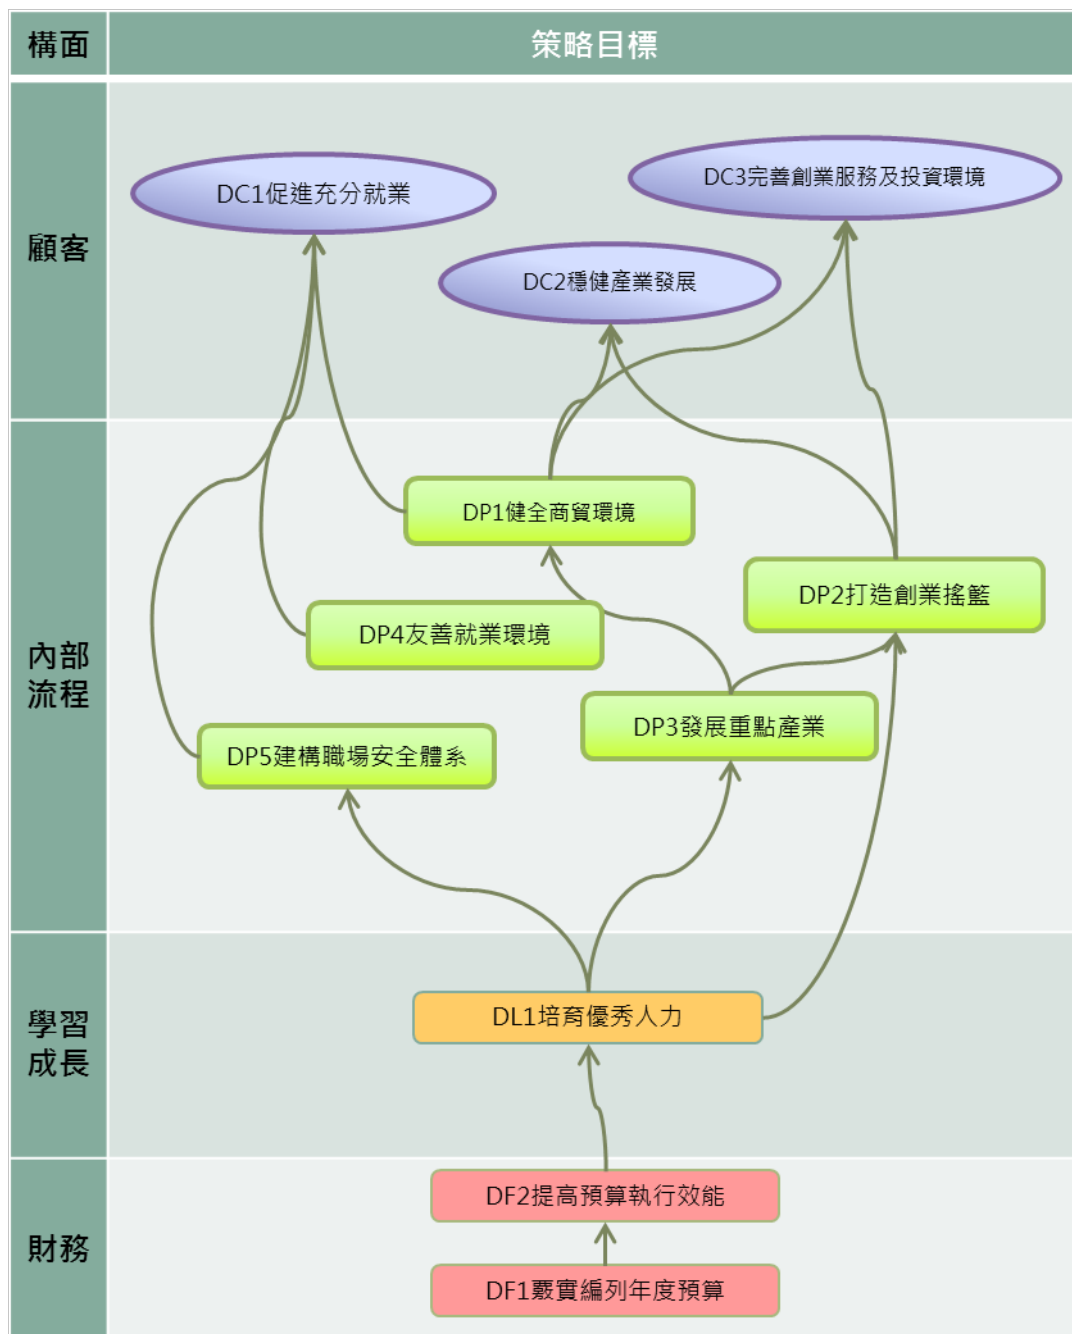 構面
策略目標
顧客
DC1促進充分就業
DC3完善創業服務及投資環境
DC2穩健產業發展
內部
流程
DP1健全商貿環境
DP2打造創業搖籃
DP4友善就業環境
DP3發展重點產業
DP5建構職場安全體系
學習
成長
DL1培育優秀人力
財務
DF2提高預算執行效能
DF1覈實編列年度預算